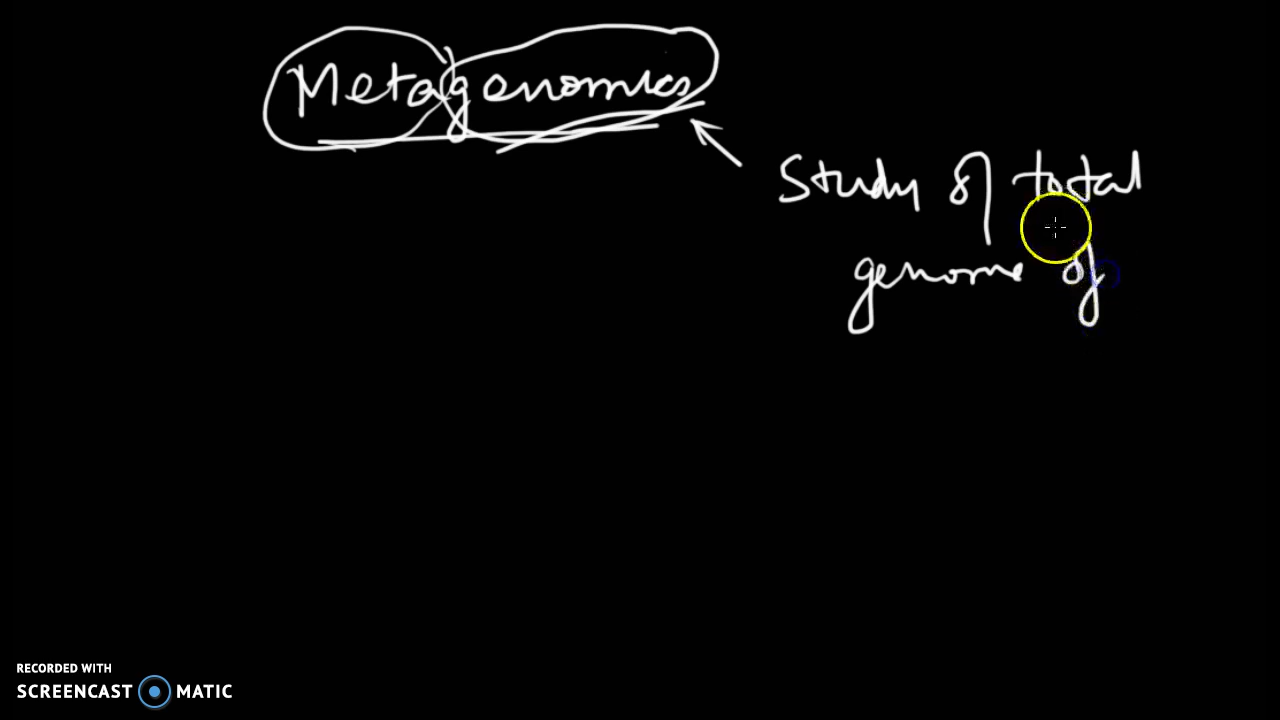 Metagenomics
Study of total
genome of
RECORDED WITH
SCREENCAST MATIC